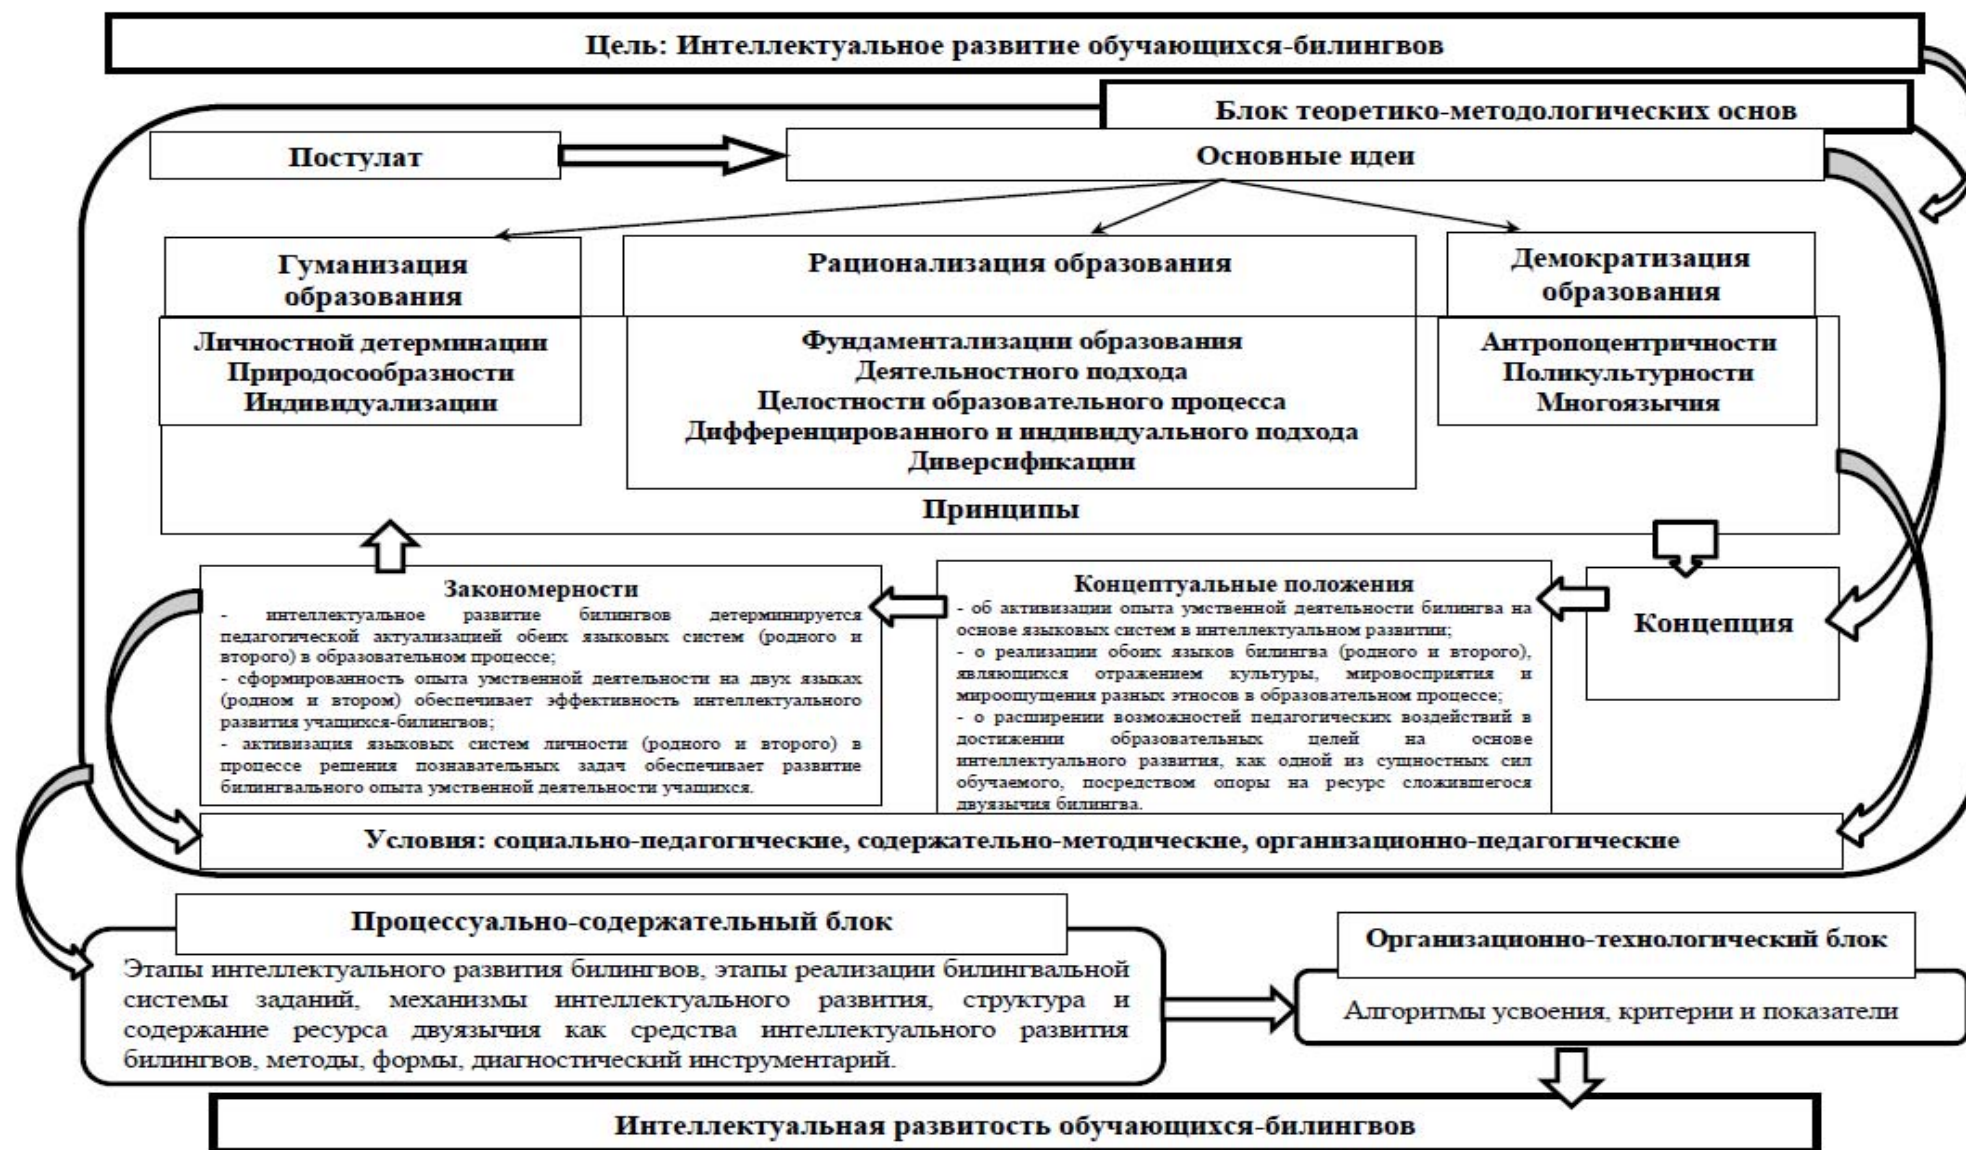 Цель: Интеллектуальное развитие обучающихся-билингвов
Блок теоретико-методологических основ
Постулат
Основные идеи
Гуманизация
образования
Рационализация образования
Демократизация
образования
Личностной детерминации
Природосообразности
Индивидуализации
Фундаментализации образования
Деятельностного подхода
Целостности образовательного процесса
Дифференцированного и индивидуального подхода
Диверсификации
Антропоцентричности
Поликультурности
Многоязычия
Принципы
Закономерности
- интеллектуальное развитие билингвов детерминируется
педагогической актуализацией обеих языковых систем (родного и
второго) в образовательном процессе;
- сформированность опыта умственной деятельности на двух языках
(родном и втором) обеспечивает эффективность интеллектуального
развития учащихся-билингвов;
- активизация языковых систем личности (родного и второго) в
процессе решения познавательных задач обеспечивает развитие
билингвального опыта умственной деятельности учащихся.
Концептуальные положения
- об активизации опыта умственной деятельности билингва на
основе языковых систем в интеллектуальном развитии;
- о реализации обоих языков билингва (родного и второго),
являющихся отражением культуры, мировосприятия и
мироощущения разных этносов в образовательном процессе;
- о расширении возможностей педагогических воздействий в
достижении образовательных целей на основе
интеллектуального развития, как одной из сущностных сил
обучаемого, посредством опоры на ресурс сложившегося
двуязычия билингва.
Концепция
Условия: социально-педагогические, содержательно-методические, организационно-педагогические
Процессуально-содержательный блок
Этапы интеллектуального развития билингвов, этапы реализации билингвальной
системы заданий, механизмы интеллектуального развития, структура и
содержание ресурса двуязычия как средства интеллектуального развития
билингвов, методы, формы, диагностический инструментарий.
Организационно-технологический блок
Алгоритмы усвоения, критерии и показатели
Интеллектуальная развитость обучающихся-билингвов